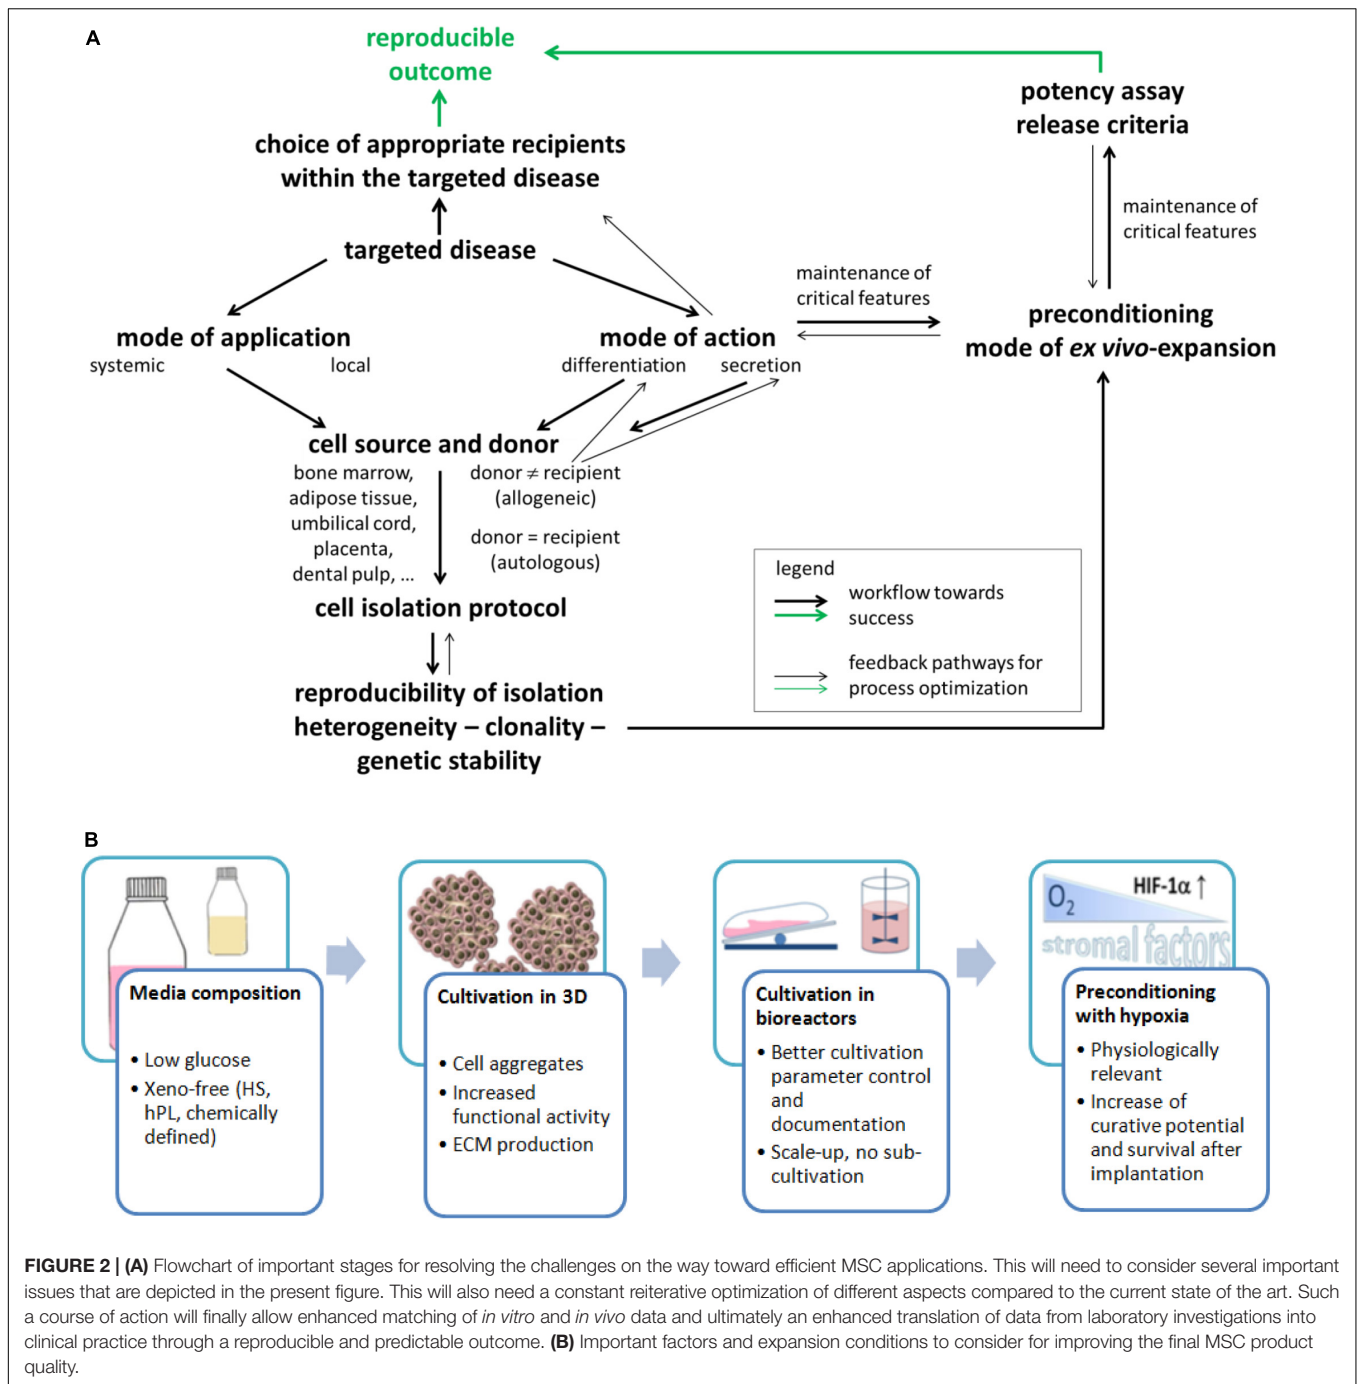 A
reproducible
outcome
potency assay
release criteria
choice of appropriate recipients
within the targeted disease
maintenance of
critical features
targeted disease
maintenance of
critical features
mode of application
systemic
local
mode of action
differentiation
secretion
preconditioning
mode of ex vivo-expansion
cell source and donor
bone marrow,
adipose tissue,
umbilical cord,
placenta,
dental pulp, ...
donor ≠ recipient
(allogeneic)
donor = recipient
(autologous)
cell isolation protocol
legend
workflow towards
success
feedback pathways for
process optimization
reproducibility of isolation
heterogeneity – clonality –
genetic stability
B
Media composition
• Low glucose
• Xeno-free (HS,
hPL, chemically
defined)
Cultivation in 3D
• Cell aggregates
• Increased
functional activity
• ECM production
Cultivation in
bioreactors
• Better cultivation
parameter control
and
documentation
• Scale-up, no sub-
cultivation
O2
HIF-1α ↑
stromal factors
Preconditioning
with hypoxia
• Physiologically
relevant
• Increase of
curative potential
and survival after
implantation
FIGURE 2 | (A) Flowchart of important stages for resolving the challenges on the way toward efficient MSC applications. This will need to consider several important
issues that are depicted in the present figure. This will also need a constant reiterative optimization of different aspects compared to the current state of the art. Such
a course of action will finally allow enhanced matching of in vitro and in vivo data and ultimately an enhanced translation of data from laboratory investigations into
clinical practice through a reproducible and predictable outcome. (B) Important factors and expansion conditions to consider for improving the final MSC product
quality.